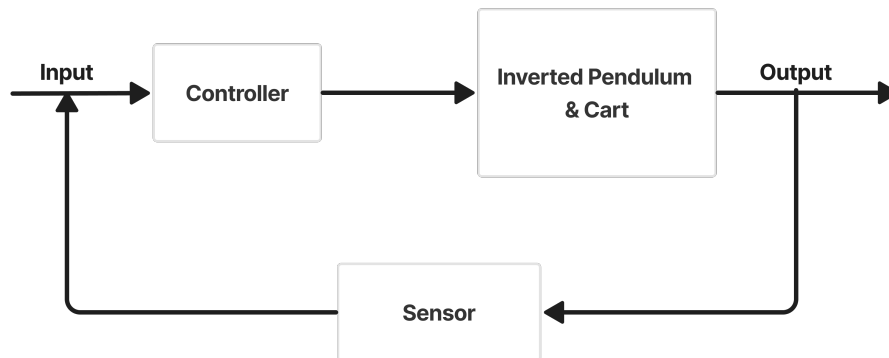 Input
Controller
Inverted Pendulum
& Cart
Output
Sensor